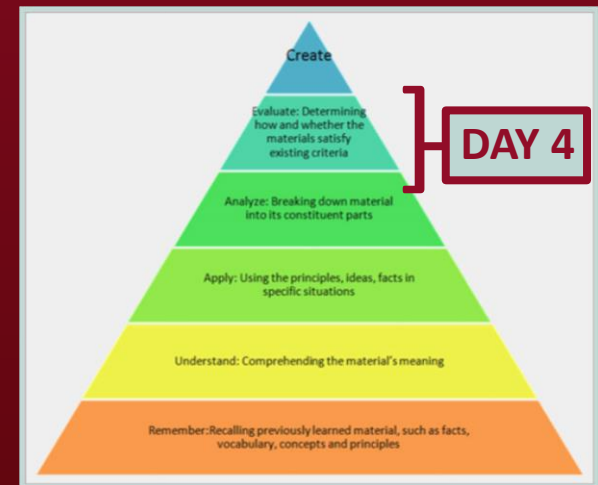 Create
Evaluate: Determining
how and whether the
materials satisfy
existing criteria
DAY 4
Analyze: Breaking down material
into its constituent parts
Apply: Using the principles, ideas, facts in
specific situations
Understand: Comprehending the material's meaning
Remember:Recalling previously learned material, such as facts,
vocabulary, concepts and principles